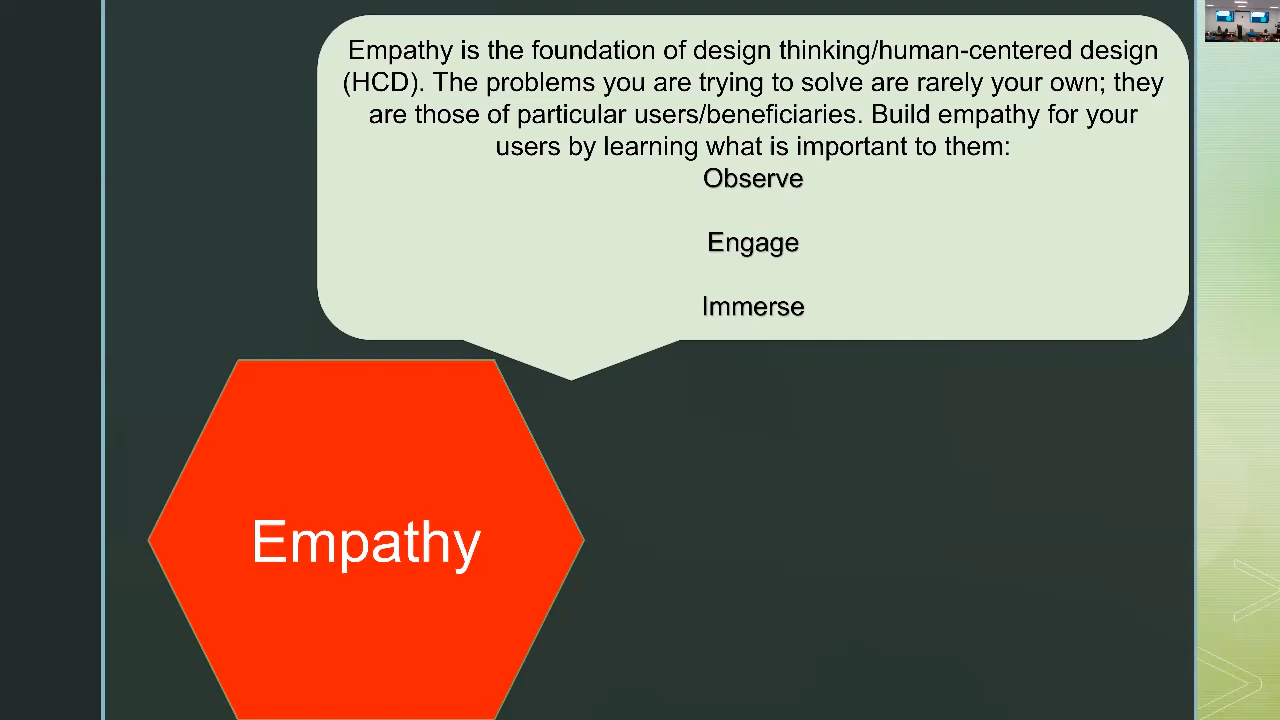 Empathy is the foundation of design thinking/human-centered design
(HCD). The problems you are trying to solve are rarely your own; they
are those of particular users/beneficiaries. Build empathy for your
users by learning what is important to them:
Observe
Engage
Immerse
Empathy